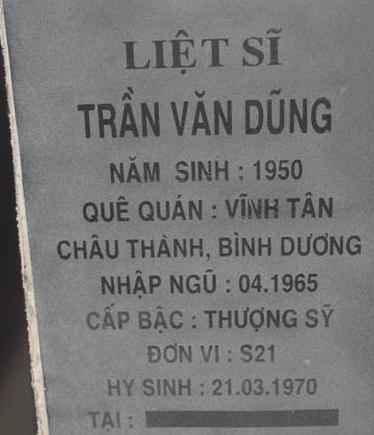 LIỆT SĨ
TRẦN VĂN DŨNG
NĂM SINH : 1950
QUÊ QUÁN : VĨNH TÂN
CHÂU THÀNH, BÌNH DƯƠNG
NHẬP NGŨ : 04.1965
CẤP BẬC : THƯỢNG SỸ
ĐƠN VI : S21
HY SINH : 21.03.1970
TẠI :